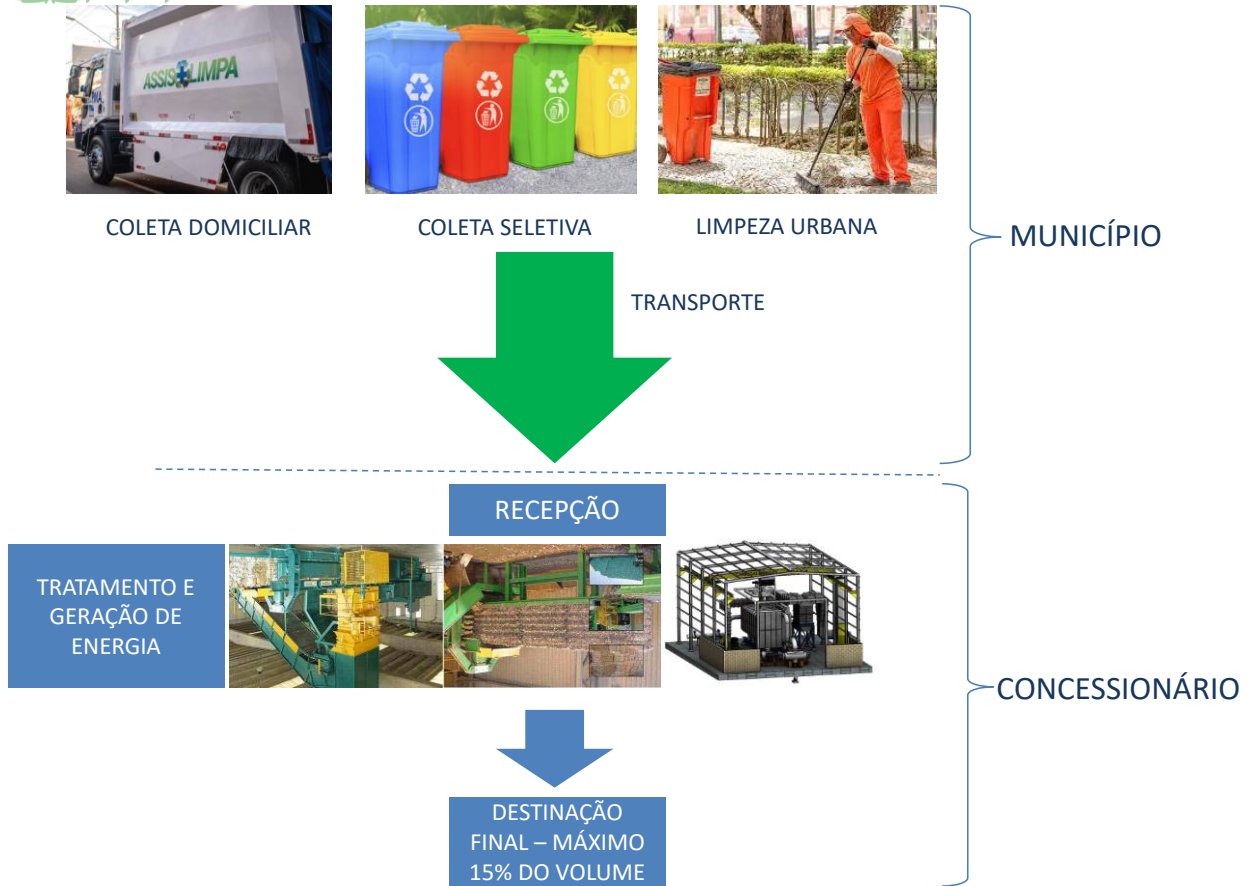 ASSIS LIMPA
COLETA DOMICILIAR
COLETA SELETIVA
LIMPEZA URBANA
MUNICÍPIO
TRANSPORTE
RECEPÇÃO
TRATAMENTO E
GERAÇÃO DE
ENERGIA
CONCESSIONÁRIO
DESTINAÇÃO
FINAL – MÁXIMO
15% DO VOLUME